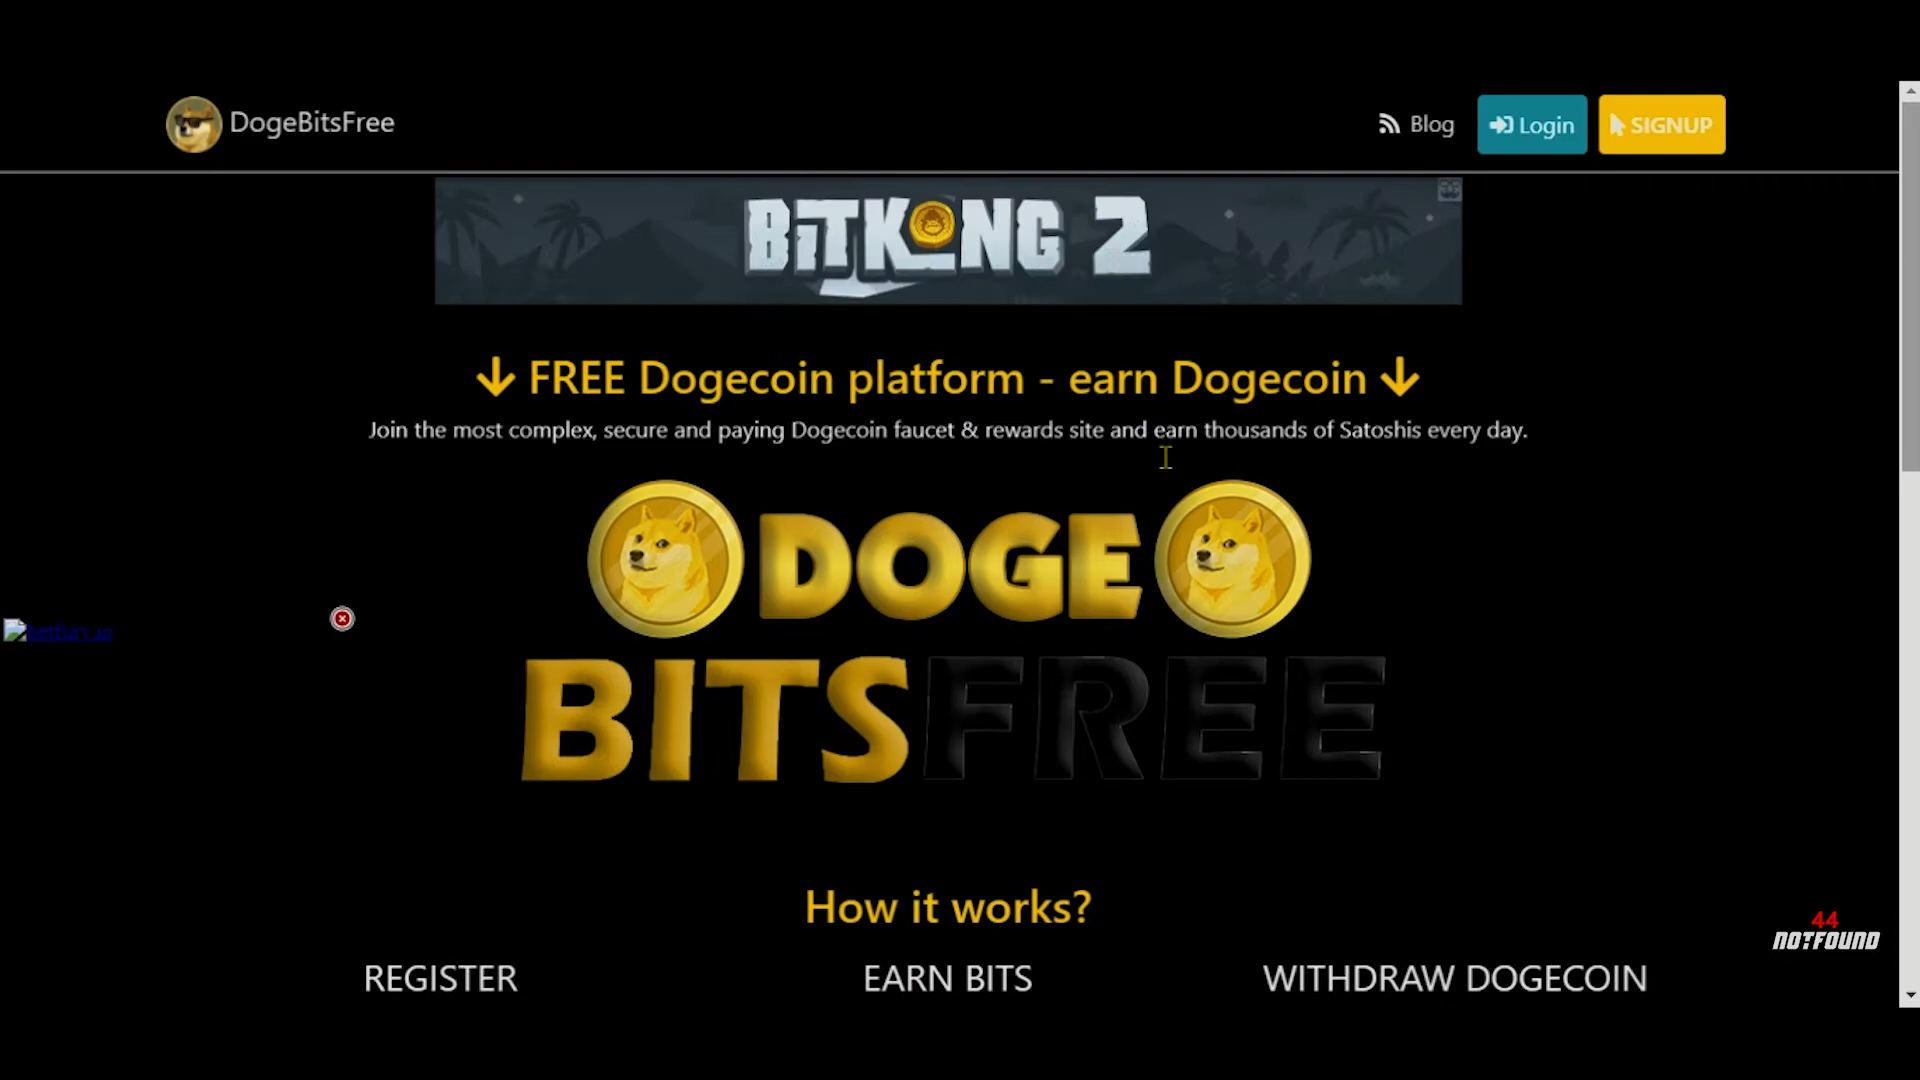 DogeBitsFree
Blog
Login
SIGNUP
BITKONG 2
FREE Dogecoin platform - earn Dogecoin
Join the most complex, secure and paying Dogecoin faucet & rewards site and earn thousands of Satoshis every day.
DOGE
betfury.io
BITSFREE
How it works?
44
NOTFOUND
REGISTER
EARN BITS
WITHDRAW DOGECOIN